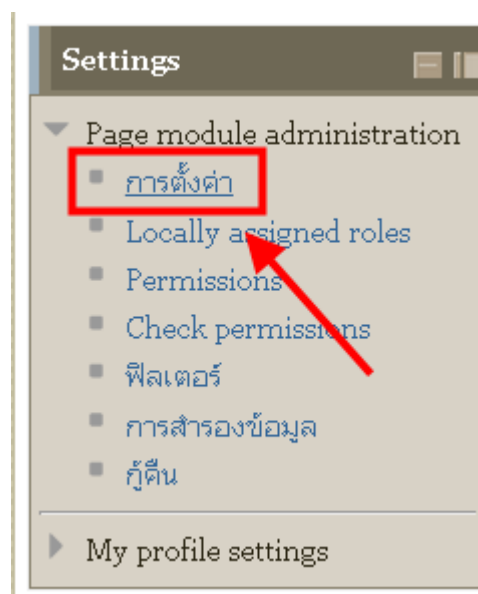 Settings
Page module administration
การตั้งค่า
Locally assigned roles
Permissions
Check permissions
ฟิลเตอร์
การสำรองข้อมูล
กู้คืน
My profile settings